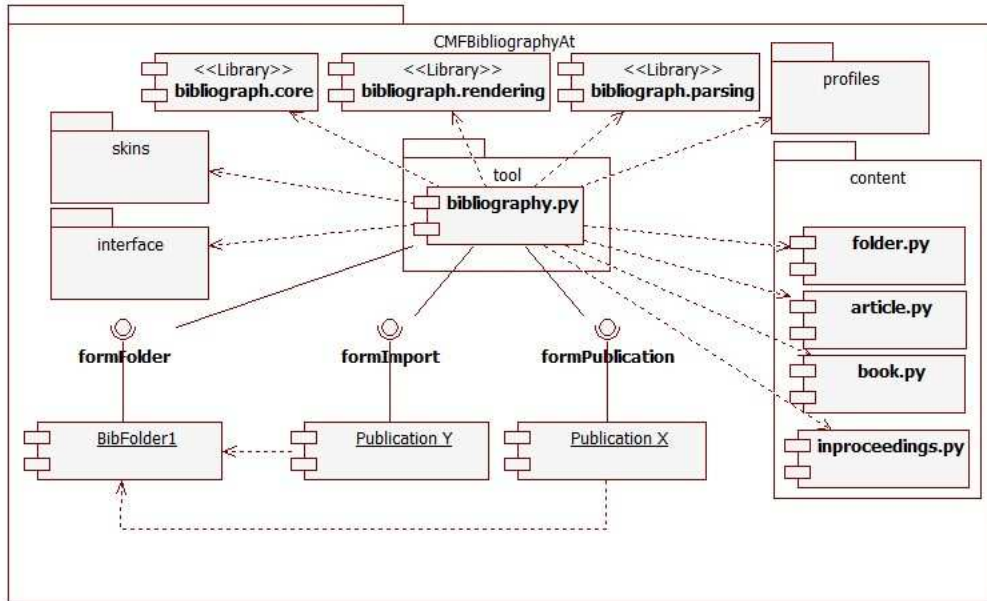 CMFBibliographyAt
<<Library>>
bibliograph.core
<<Library>>
bibliograph.rendering
<<Library>>
bibliograph.parsing
profiles
skins
tool
content
bibliography.py
interface
folder.py
article.py
formFolder
formImport
formPublication
book.py
BibFolder1
Publication Y
Publication X
inproceedings.py